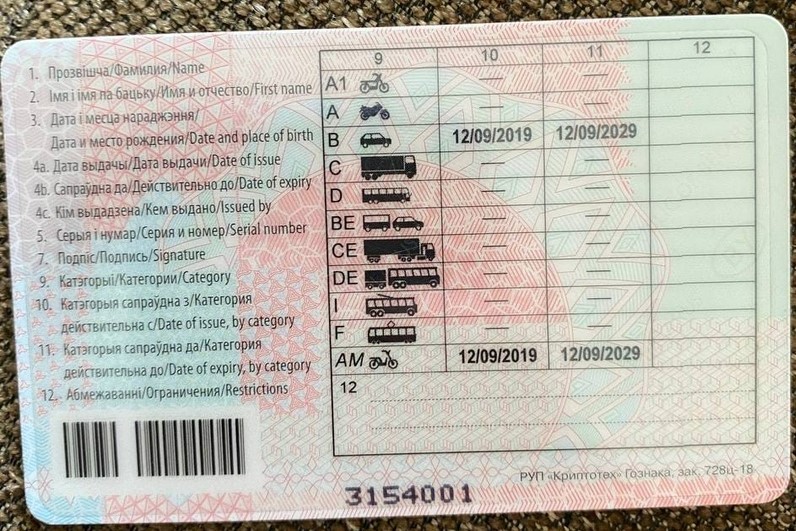 1. Прозвішча/Фамилия/Name
2. Імя і імя па бацьку/Имя и отчество/First name
3. Дата і месца нараджэння/
Дата и место рождения/Date and place of birth
4a. Дата выдачы/Дата выдачи/Date of issue
4b. Сапраўдна да/Действительно до/Date of expiry
4c. Кім выдадзена/Кем выдано/Issued by
5. Серыя і нумар/Серия и номер/Serial number
7. Подпіс/Подпись/Signature
9. Катэгорыі/Категории/Category
10. Катэгорыя сапраўдна з/Категория
действительна с/Date of issue, by category
11. Катэгорыя сапраўдна да/Категория
действительна до/Date of expiry, by category
12. Абмежаванні/Ограничения/Restrictions
9 10 11 12
A1 — —
A — —
B 12/09/2019 12/09/2029
C — —
D — —
BE — —
CE — —
DE — —
I — —
F — —
AM 12/09/2019 12/09/2029
12
РУП «Криптотех» Гознака, зак. 728ц-18
3154001